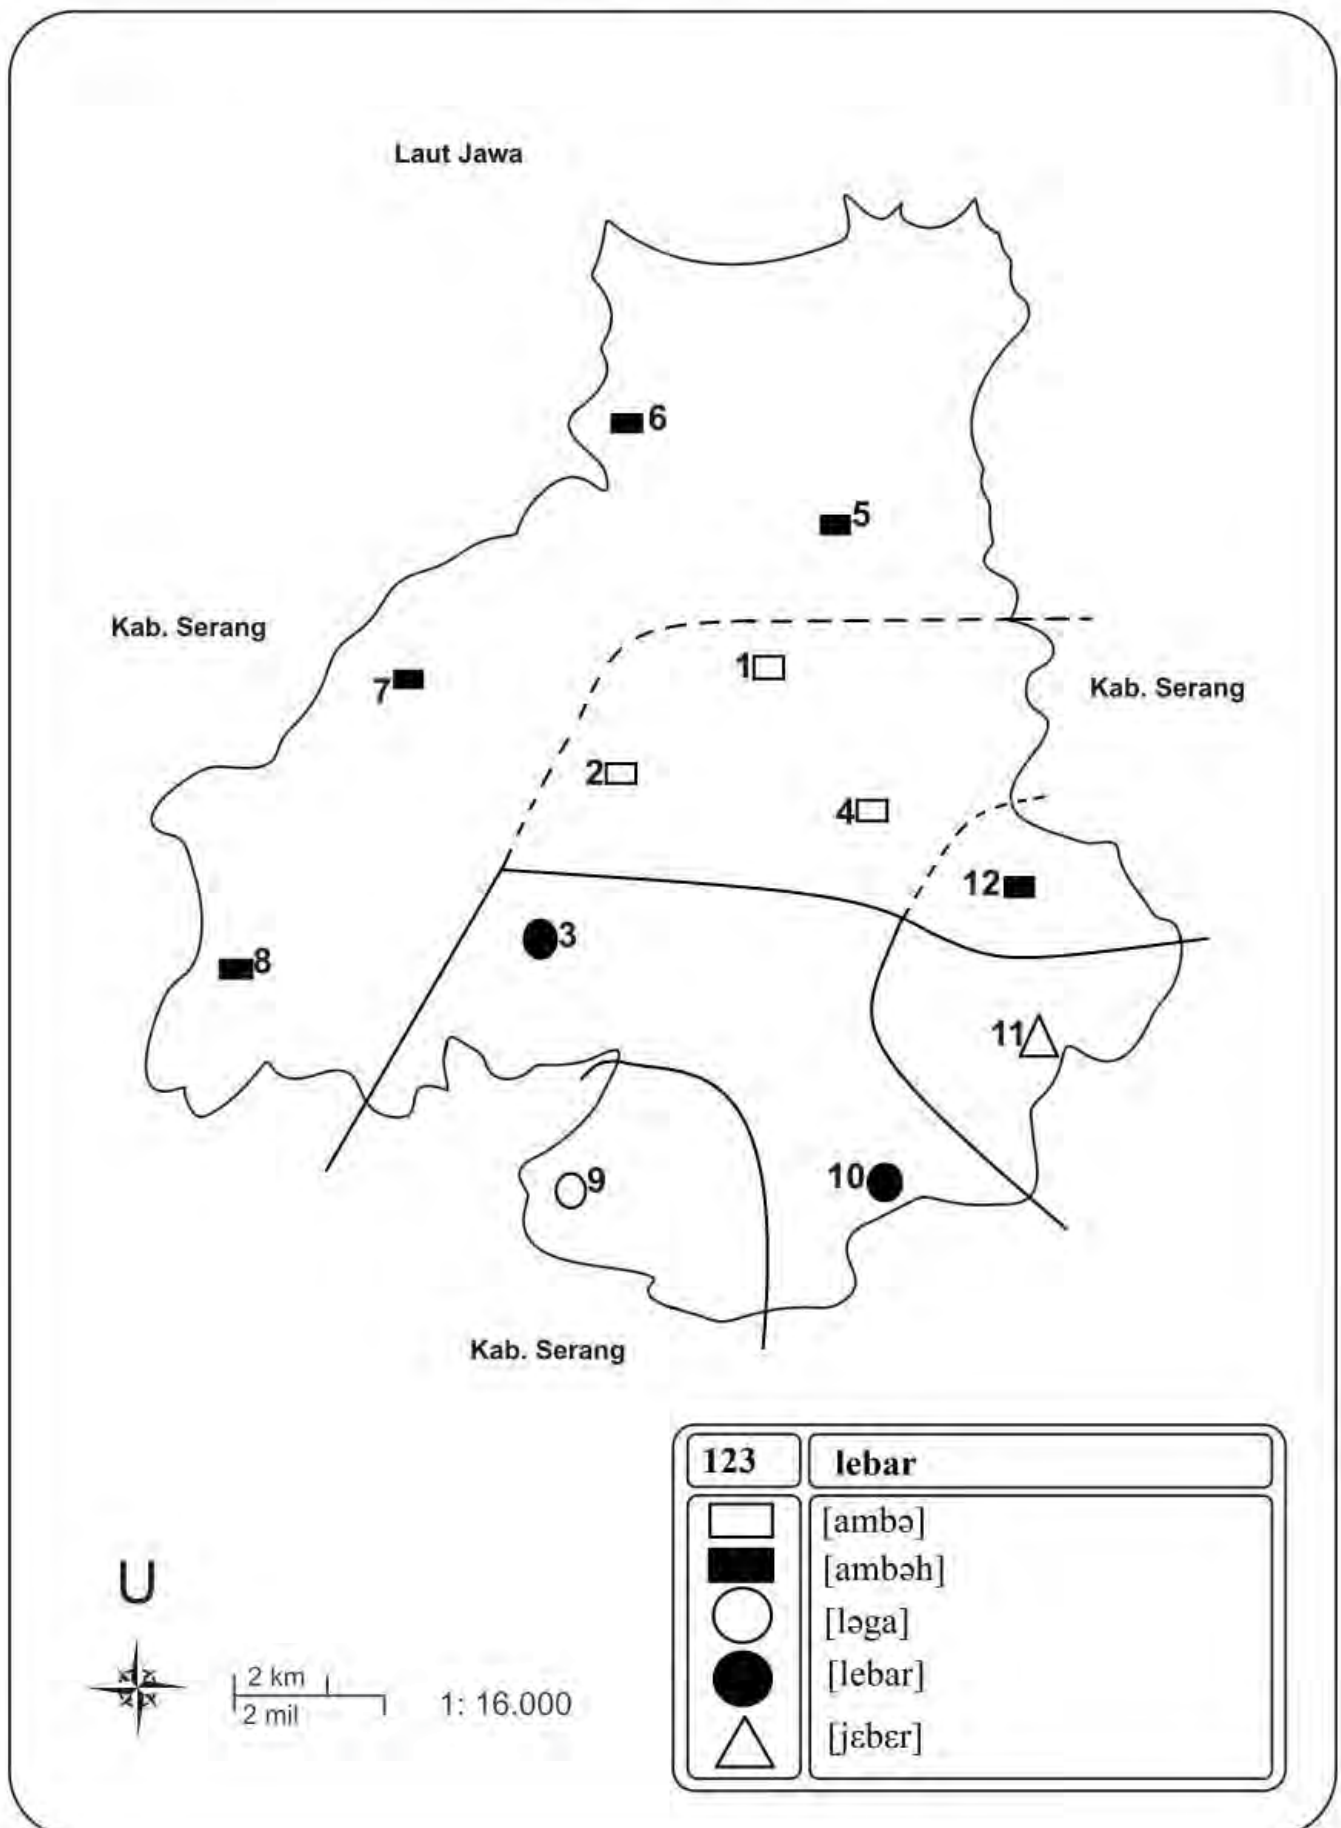 Laut Jawa
6
5
Kab. Serang
1
7
Kab. Serang
2
4
12
3
8
11
10
9
Kab. Serang
123 lebar
[ambə]
[ambəh]
[ləga]
[lebar]
[jɛbɛr]
U
2 km
2 mil
1: 16.000